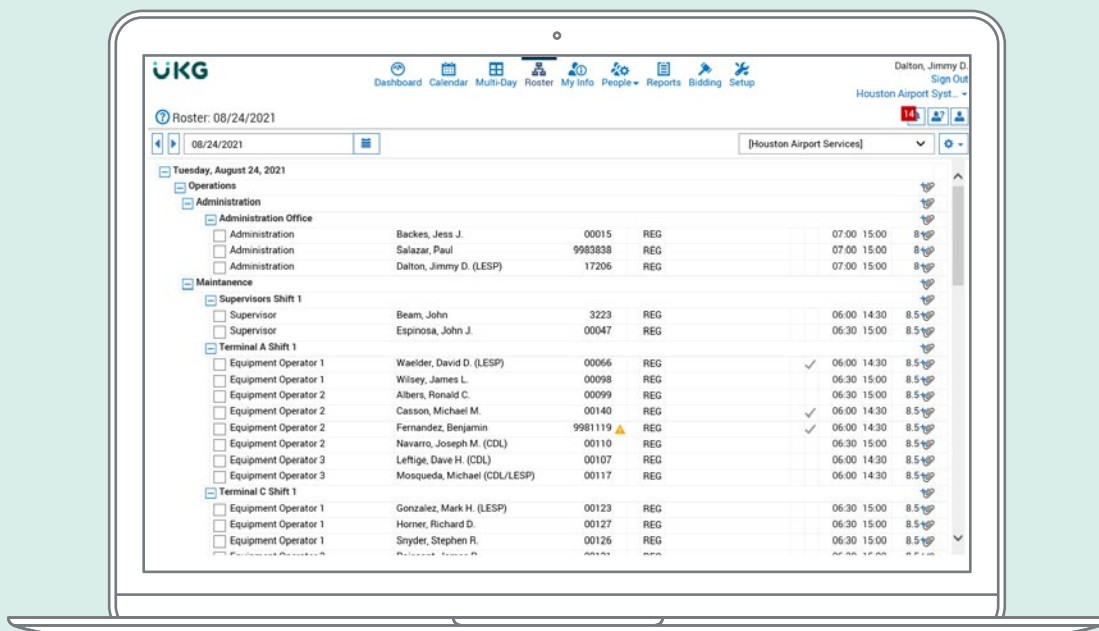 UKG
Dashboard Calendar Multi-Day Roster My Info People Reports Bidding Setup
Dalton, Jimmy D.
Sign Out
Houston Airport Syst...
Roster: 08/24/2021
14
08/24/2021 [Houston Airport Services]
Tuesday, August 24, 2021
Operations
Administration
Administration Office
Administration Backes, Jess J. 00015 REG 07:00 15:00 8
Administration Salazar, Paul 9983838 REG 07:00 15:00 8
Administration Dalton, Jimmy D. (LESP) 17206 REG 07:00 15:00 8
Maintanence
Supervisors Shift 1
Supervisor Beam, John 3223 REG 06:00 14:30 8.5
Supervisor Espinosa, John J. 00047 REG 06:30 15:00 8.5
Terminal A Shift 1
Equipment Operator 1 Waelder, David D. (LESP) 00066 REG 06:00 14:30 8.5
Equipment Operator 1 Wilsey, James L. 00098 REG 06:30 15:00 8.5
Equipment Operator 2 Albers, Ronald C. 00099 REG 06:30 15:00 8.5
Equipment Operator 2 Casson, Michael M. 00140 REG 06:00 14:30 8.5
Equipment Operator 2 Fernandez, Benjamin 9981119 REG 06:00 14:30 8.5
Equipment Operator 2 Navarro, Joseph M. (CDL) 00110 REG 06:30 15:00 8.5
Equipment Operator 3 Leftige, Dave H. (CDL) 00107 REG 06:00 14:30 8.5
Equipment Operator 3 Mosqueda, Michael (CDL/LESP) 00117 REG 06:00 14:30 8.5
Terminal C Shift 1
Equipment Operator 1 Gonzalez, Mark H. (LESP) 00123 REG 06:30 15:00 8.5
Equipment Operator 1 Horner, Richard D. 00127 REG 06:30 15:00 8.5
Equipment Operator 1 Snyder, Stephen R. 00126 REG 06:30 15:00 8.5